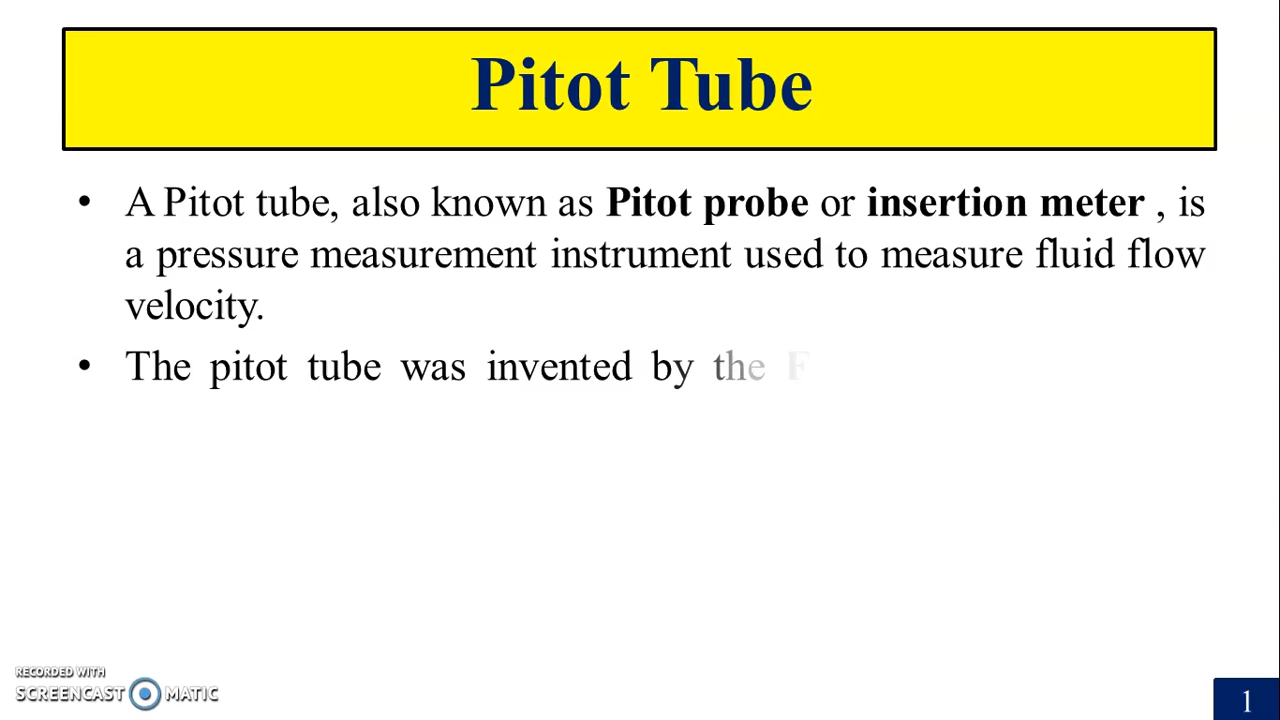 Pitot Tube
• A Pitot tube, also known as Pitot probe or insertion meter , is
a pressure measurement instrument used to measure fluid flow
velocity.
• The pitot tube was invented by the F
RECORDED WITH
SCREENCAST MATIC
1